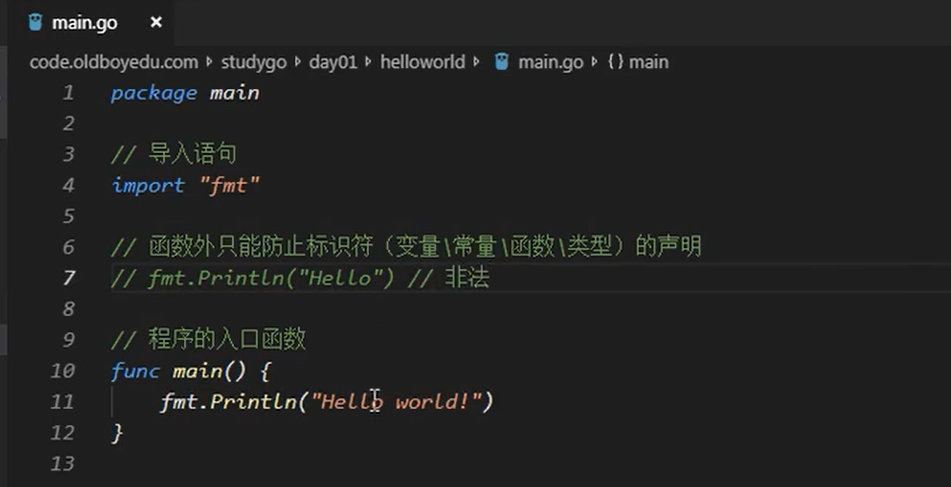 main.go ×
code.oldboyedu.com ▸ studygo ▸ day01 ▸ helloworld ▸ main.go ▸ {} main
1 package main
2
3 // 导入语句
4 import "fmt"
5
6 // 函数外只能防止标识符（变量\常量\函数\类型）的声明
7 // fmt.Println("Hello") // 非法
8
9 // 程序的入口函数
10 func main() {
11 fmt.Println("Hello world!")
12 }
13